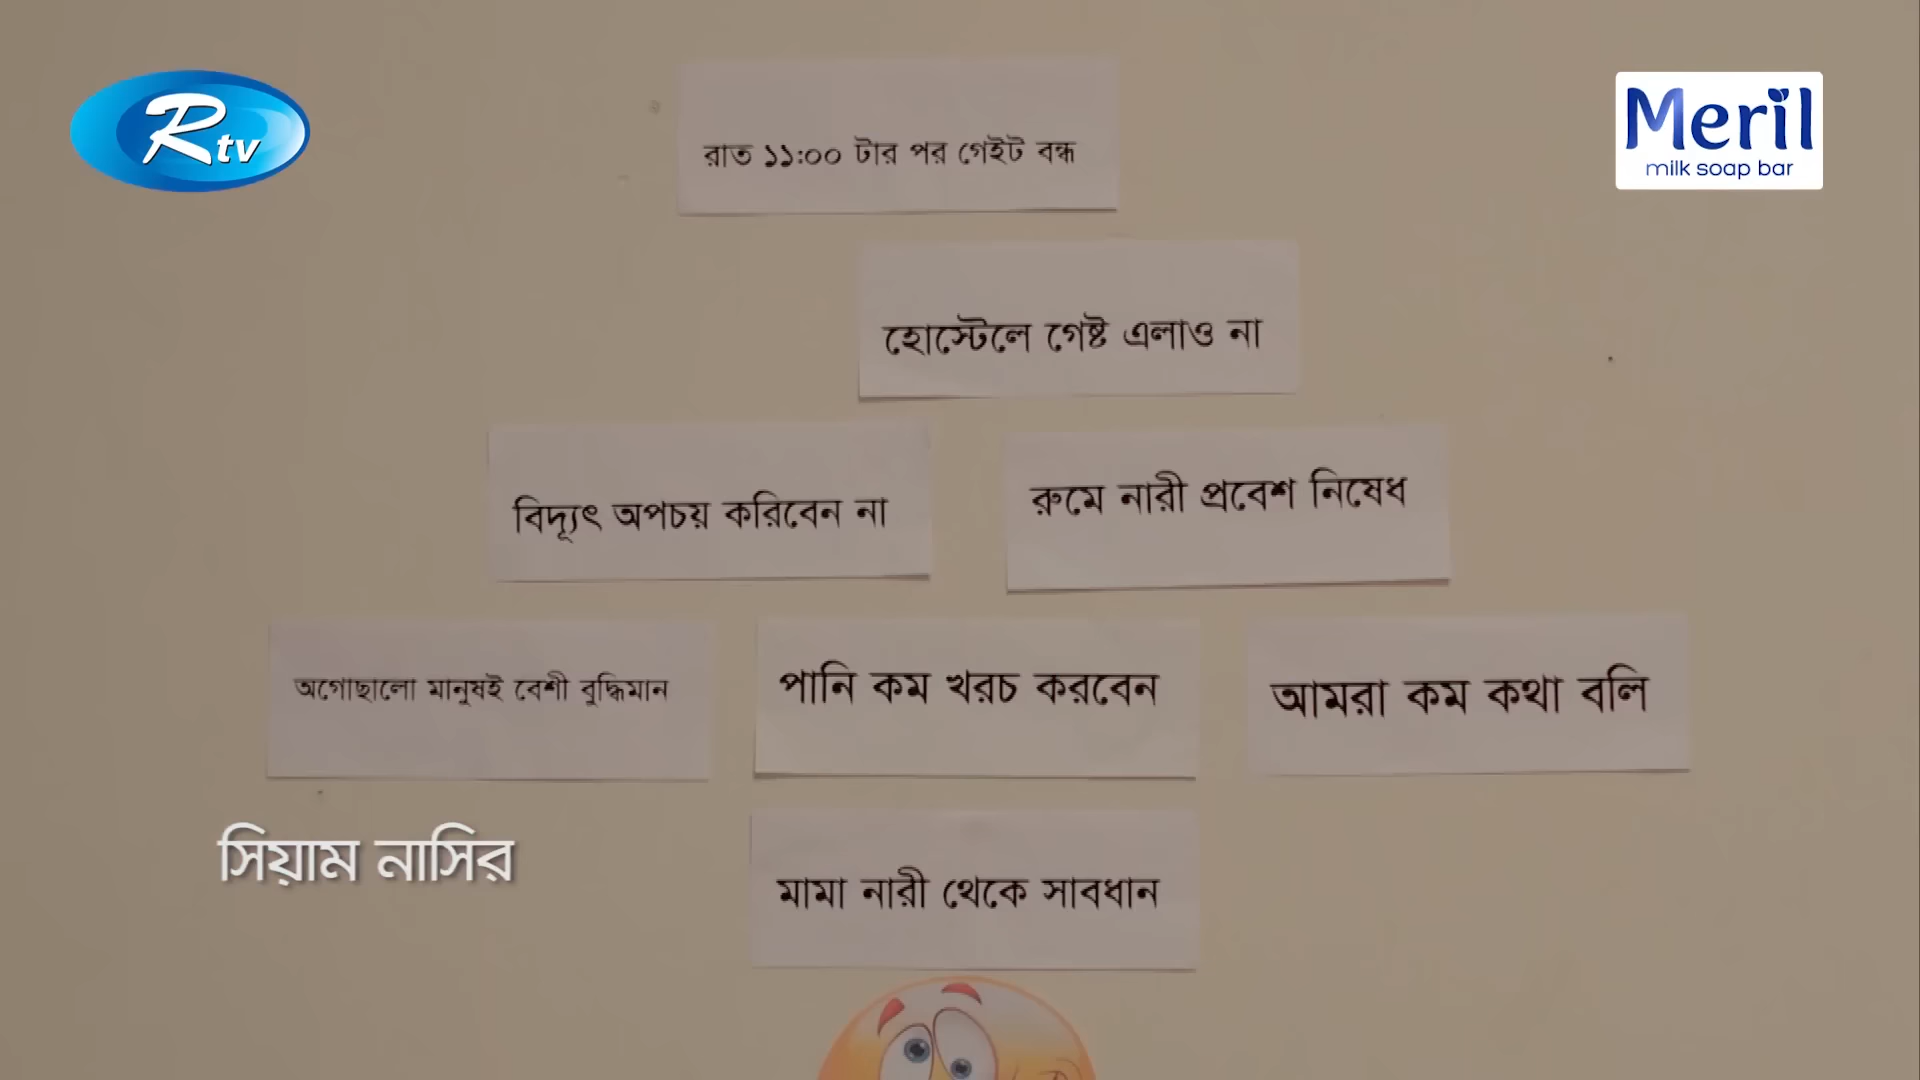 Rtv
Meril
milk soap bar
রাত ১১:০০ টার পর গেইট বন্ধ
হোস্টেলে গেষ্ট এলাও না
বিদ্যূৎ অপচয় করিবেন না
রুমে নারী প্রবেশ নিষেধ
অগোছালো মানুষই বেশী বুদ্ধিমান
পানি কম খরচ করবেন
আমরা কম কথা বলি
সিয়াম নাসির
মামা নারী থেকে সাবধান